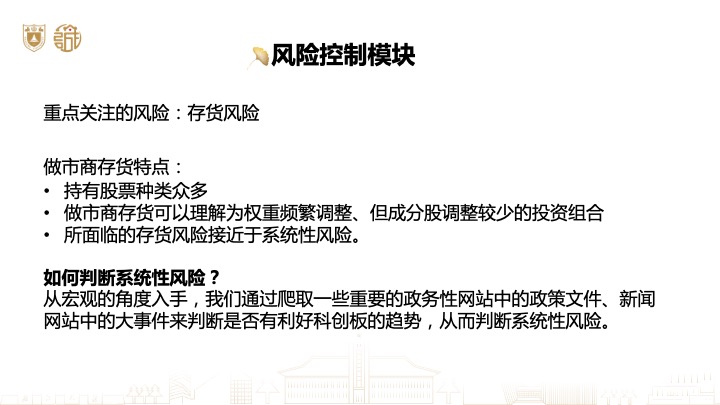 风险控制模块
重点关注的风险：存货风险
做市商存货特点：
• 持有股票种类众多
• 做市商存货可以理解为权重频繁调整、但成分股调整较少的投资组合
• 所面临的存货风险接近于系统性风险。
如何判断系统性风险？
从宏观的角度入手，我们通过爬取一些重要的政务性网站中的政策文件、新闻
网站中的大事件来判断是否有利好科创板的趋势，从而判断系统性风险。